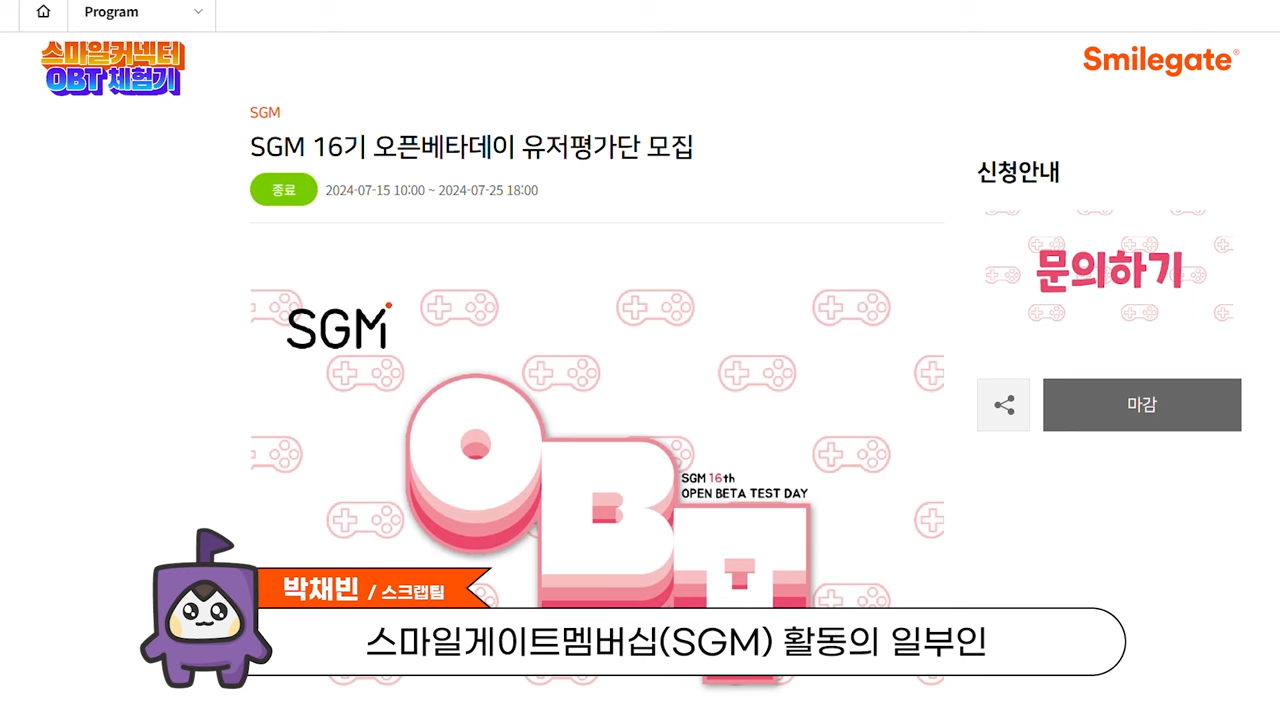 Program
스마일커넥터
OBT 체험기
Smilegate
SGM
SGM 16기 오픈베타데이 유저평가단 모집
종료 2024-07-15 10:00 ~ 2024-07-25 18:00
신청안내
문의하기
마감
SGM
OBT
SGM 16th
OPEN BETA TEST DAY
박채빈 / 스크랩팀
스마일게이트멤버십(SGM) 활동의 일부인